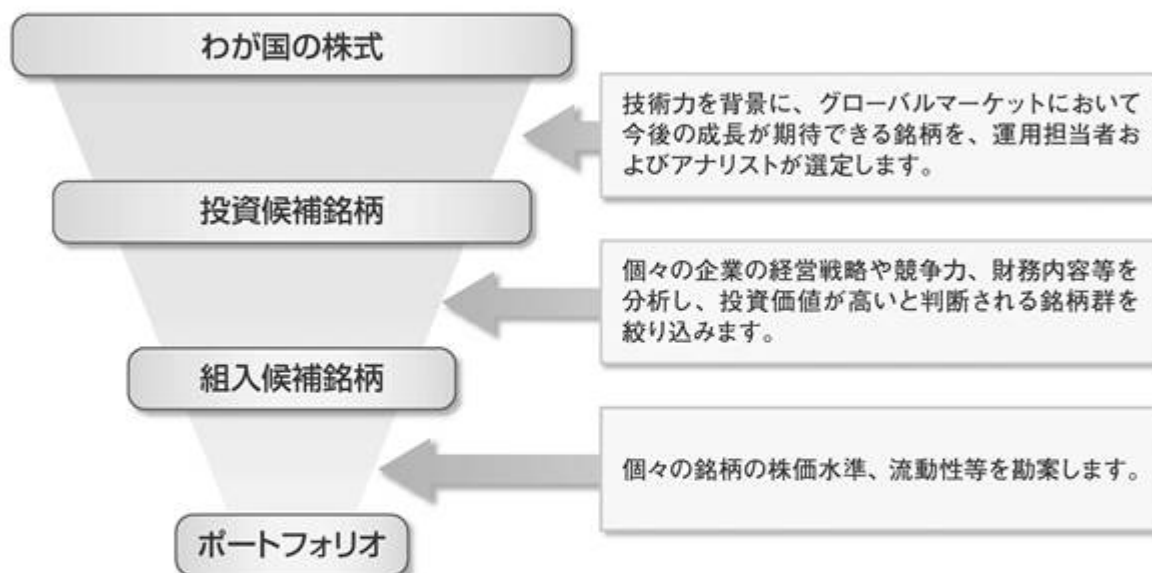 わが国の株式
技術力を背景に、グローバルマーケットにおいて
今後の成長が期待できる銘柄を、運用担当者お
よびアナリストが選定します。
投資候補銘柄
個々の企業の経営戦略や競争力、財務内容等を
分析し、投資価値が高いと判断される銘柄群を
絞り込みます。
組入候補銘柄
個々の銘柄の株価水準、流動性等を勘案します。
ポートフォリオ